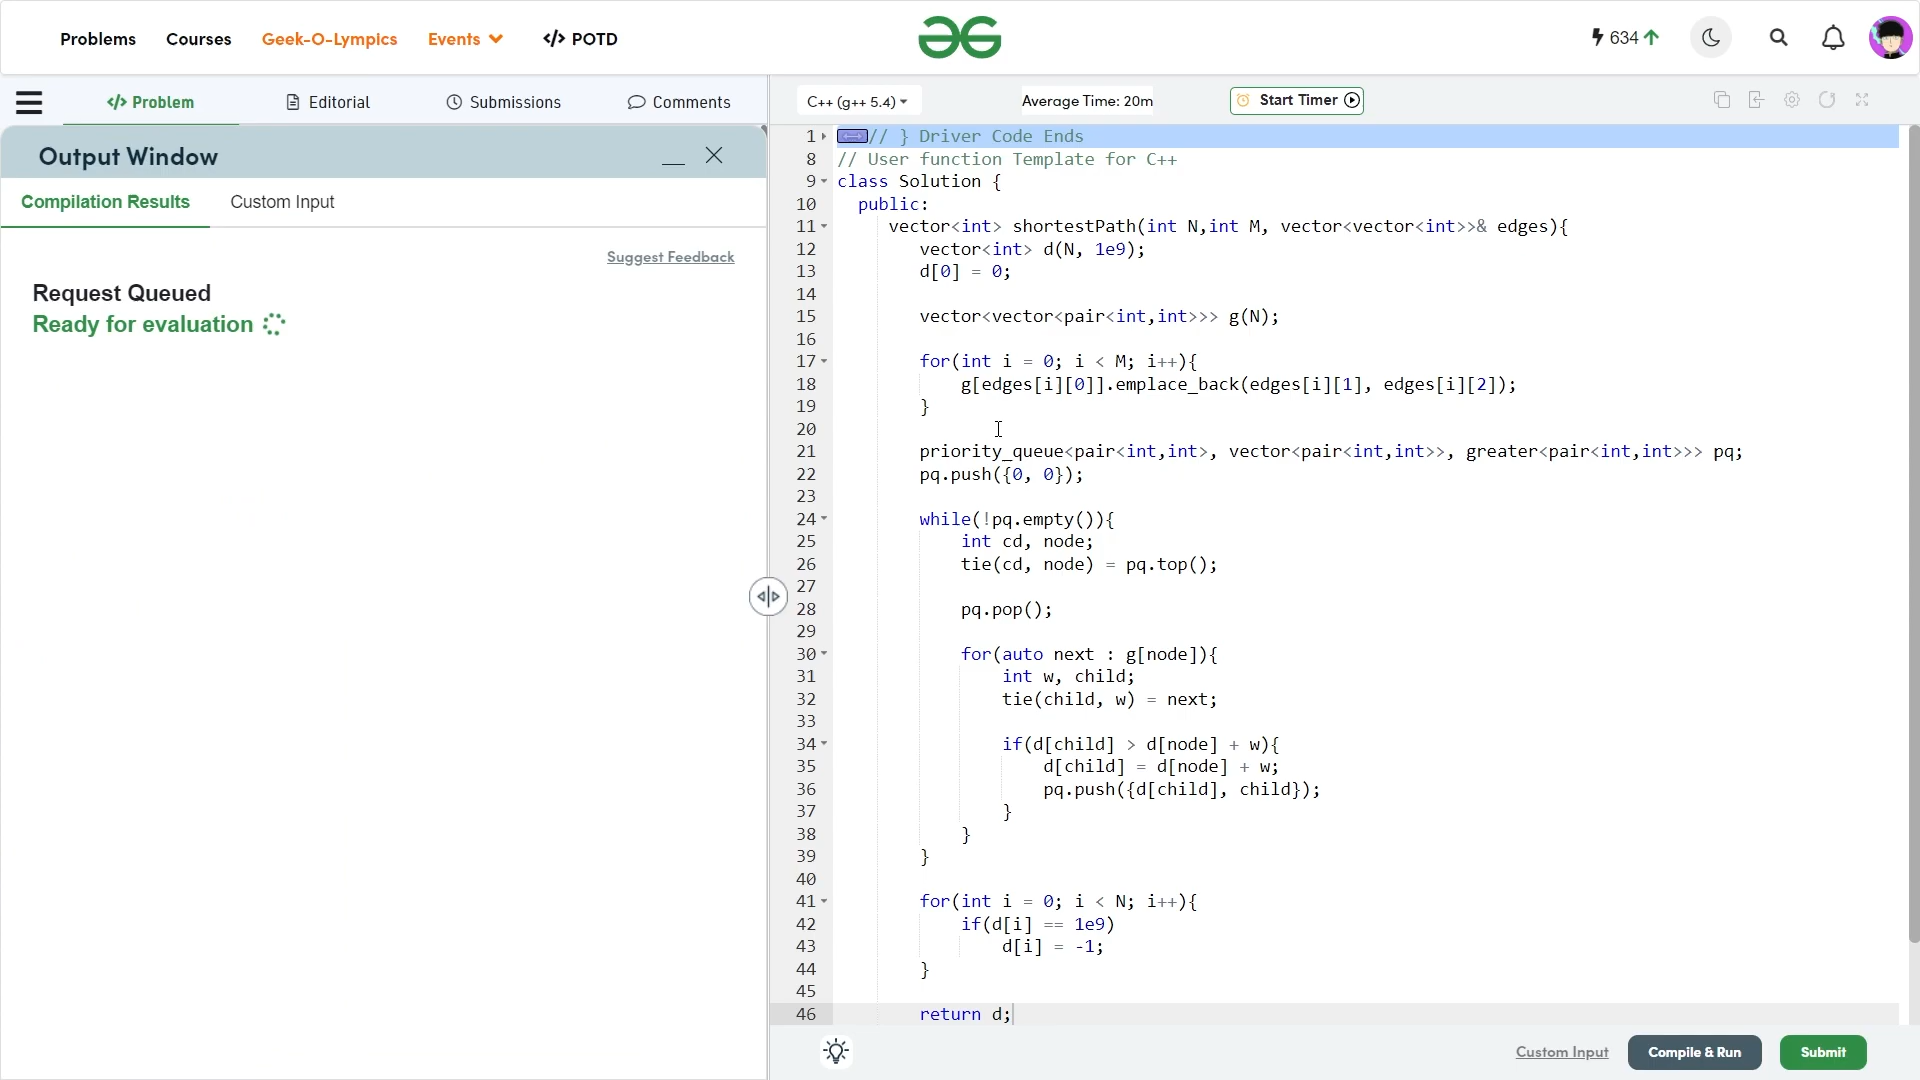 Problems Courses Geek-O-Lympics Events </> POTD
634
</> Problem Editorial Submissions Comments
C++ (g++ 5.4) Average Time: 20m Start Timer
Output Window
Compilation Results Custom Input
Suggest Feedback
Request Queued
Ready for evaluation
1 // } Driver Code Ends
8 // User function Template for C++
9 class Solution {
10 public:
11 vector<int> shortestPath(int N,int M, vector<vector<int>>& edges){
12 vector<int> d(N, 1e9);
13 d[0] = 0;
14
15 vector<vector<pair<int,int>>> g(N);
16
17 for(int i = 0; i < M; i++){
18 g[edges[i][0]].emplace_back(edges[i][1], edges[i][2]);
19 }
20
21 priority_queue<pair<int,int>, vector<pair<int,int>>, greater<pair<int,int>>> pq;
22 pq.push({0, 0});
23
24 while(!pq.empty()){
25 int cd, node;
26 tie(cd, node) = pq.top();
27
28 pq.pop();
29
30 for(auto next : g[node]){
31 int w, child;
32 tie(child, w) = next;
33
34 if(d[child] > d[node] + w){
35 d[child] = d[node] + w;
36 pq.push({d[child], child});
37 }
38 }
39 }
40
41 for(int i = 0; i < N; i++){
42 if(d[i] == 1e9)
43 d[i] = -1;
44 }
45
46 return d;
Custom Input Compile & Run Submit